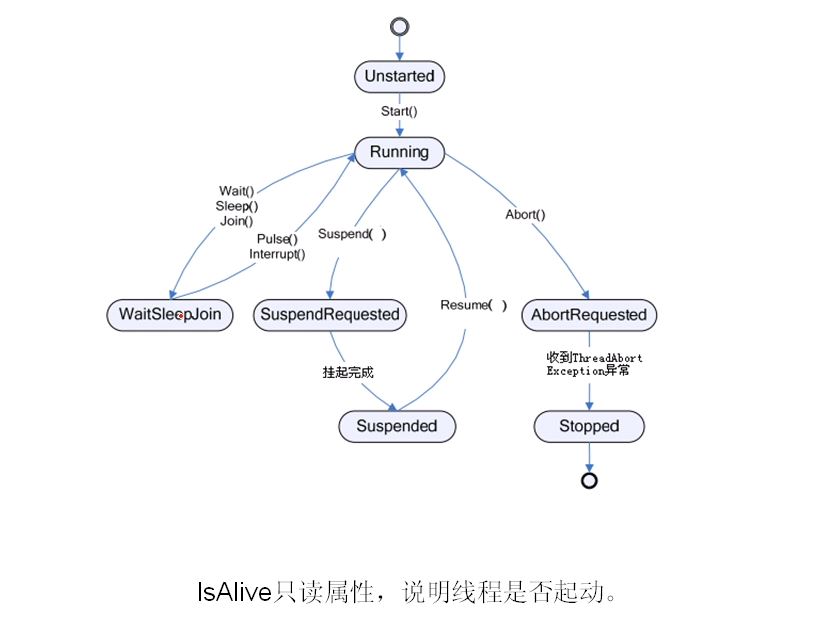 Unstarted
Start()
Running
Wait()
Sleep()
Join()
Pulse()
Interrupt()
Suspend( )
Abort()
Resume( )
WaitSleepJoin
SuspendRequested
AbortRequested
挂起完成
收到ThreadAbort
Exception异常
Suspended
Stopped
IsAlive只读属性，说明线程是否起动。